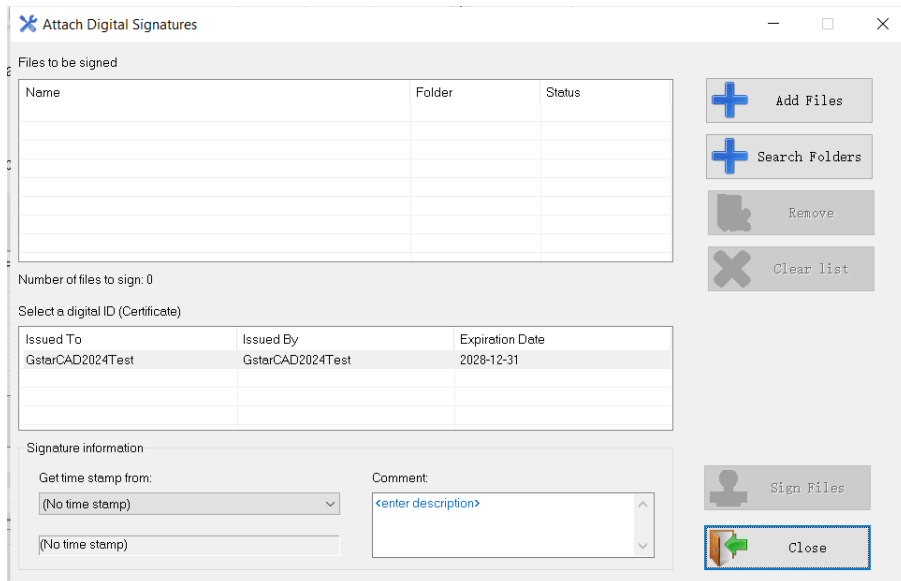 Attach Digital Signatures
Files to be signed
Name Folder Status
Add Files
Search Folders
Remove
Clear list
Number of files to sign: 0
Select a digital ID (Certificate)
Issued To Issued By Expiration Date
GstarCAD2024Test GstarCAD2024Test 2028-12-31
Signature information
Get time stamp from: Comment:
(No time stamp) <enter description>
(No time stamp)
Sign Files
Close